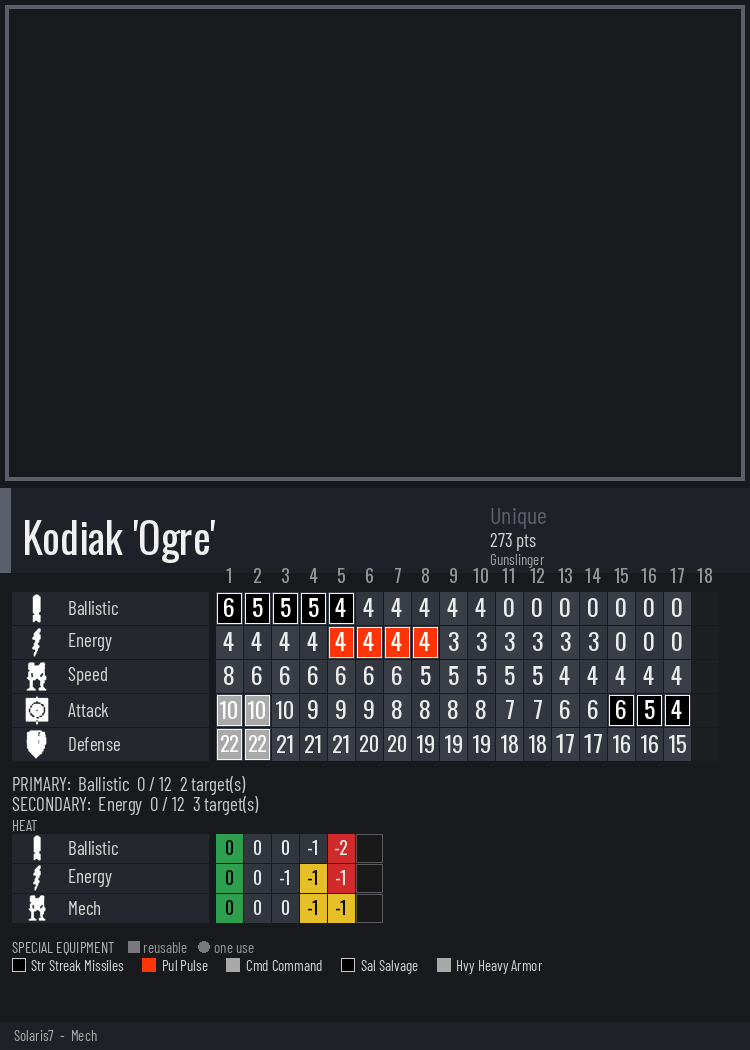 Kodiak 'Ogre'
Unique
273 pts
Gunslinger
1 2 3 4 5 6 7 8 9 10 11 12 13 14 15 16 17 18
Ballistic 6 5 5 5 4 4 4 4 4 4 0 0 0 0 0 0 0
Energy 4 4 4 4 4 4 4 4 3 3 3 3 3 3 0 0 0
Speed 8 6 6 6 6 6 6 5 5 5 5 5 4 4 4 4 4
Attack 10 10 10 9 9 9 8 8 8 8 7 7 6 6 6 5 4
Defense 22 22 21 21 21 20 20 19 19 19 18 18 17 17 16 16 15
PRIMARY: Ballistic 0 / 12 2 target(s)
SECONDARY: Energy 0 / 12 3 target(s)
HEAT
Ballistic 0 0 0 -1 -2
Energy 0 0 -1 -1 -1
Mech 0 0 0 -1 -1
SPECIAL EQUIPMENT reusable one use
Str Streak Missiles Pul Pulse Cmd Command Sal Salvage Hvy Heavy Armor
Solaris7 - Mech